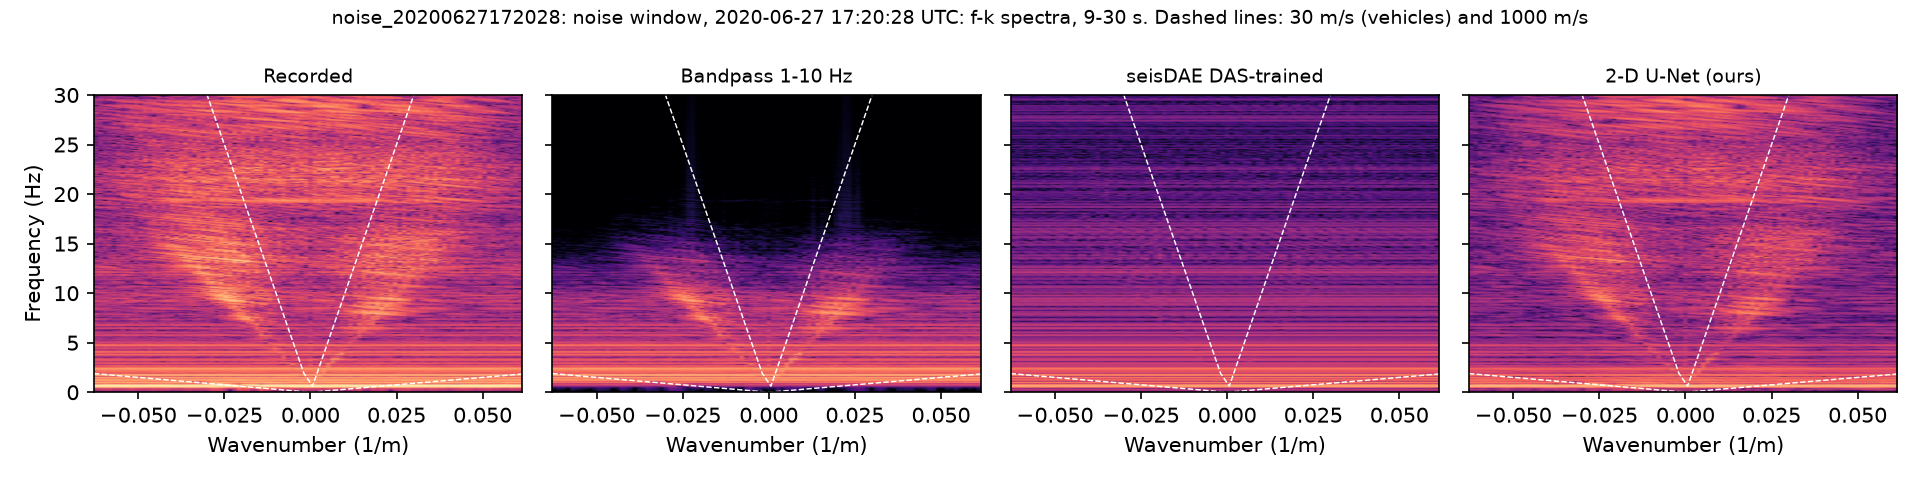 noise_20200627172028: noise window, 2020-06-27 17:20:28 UTC: f-k spectra, 9-30 s. Dashed lines: 30 m/s (vehicles) and 1000 m/s
Recorded
Bandpass 1-10 Hz
seisDAE DAS-trained
2-D U-Net (ours)
30
25
20
15
10
5
0
Frequency (Hz)
−0.050 −0.025 0.000 0.025 0.050
−0.050 −0.025 0.000 0.025 0.050
−0.050 −0.025 0.000 0.025 0.050
−0.050 −0.025 0.000 0.025 0.050
Wavenumber (1/m)
Wavenumber (1/m)
Wavenumber (1/m)
Wavenumber (1/m)